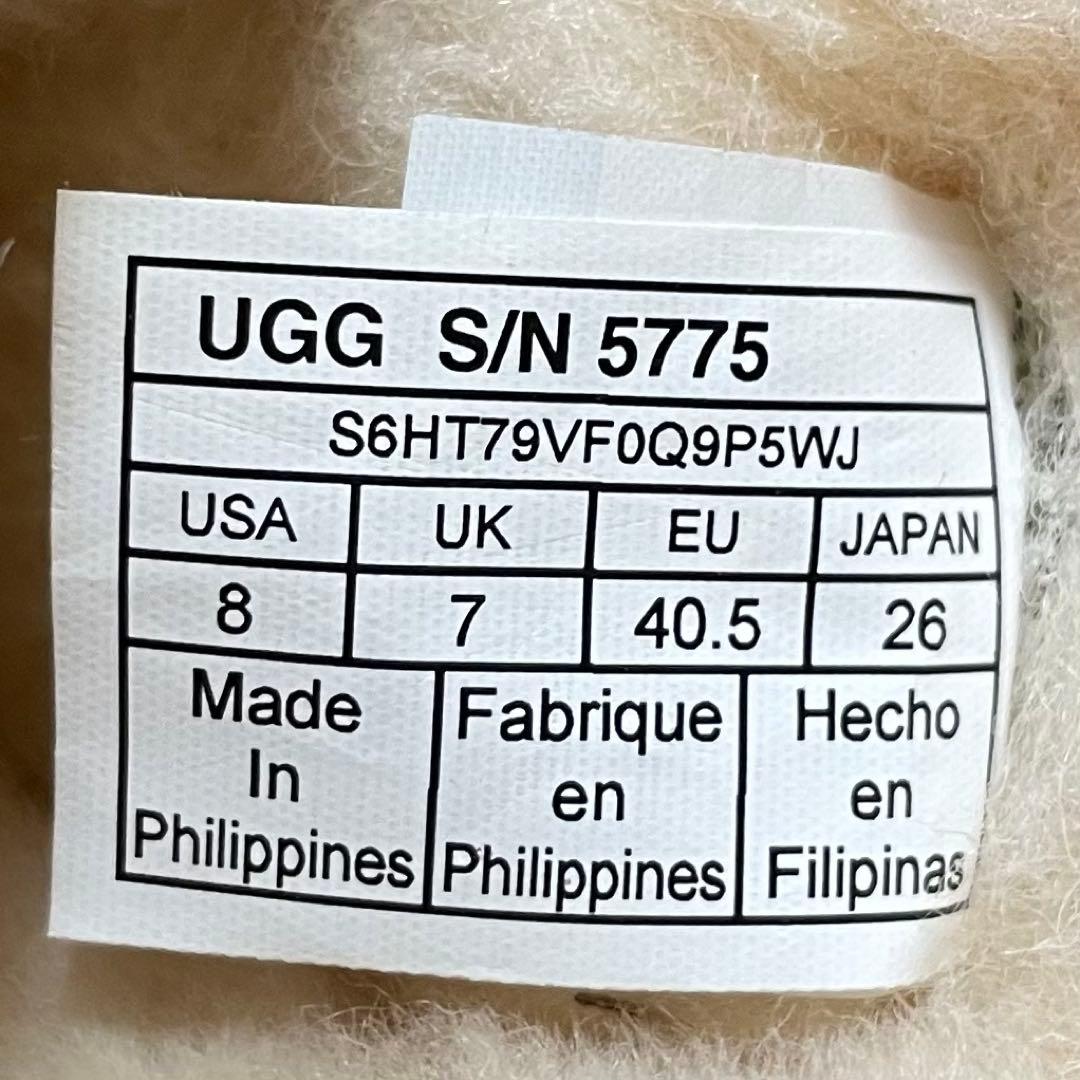 UGG S/N 5775
S6HT79VF0Q9P5WJ
USA UK EU JAPAN
8 7 40.5 26
Made
In
Philippines
Fabrique
en
Philippines
Hecho
en
Filipinas